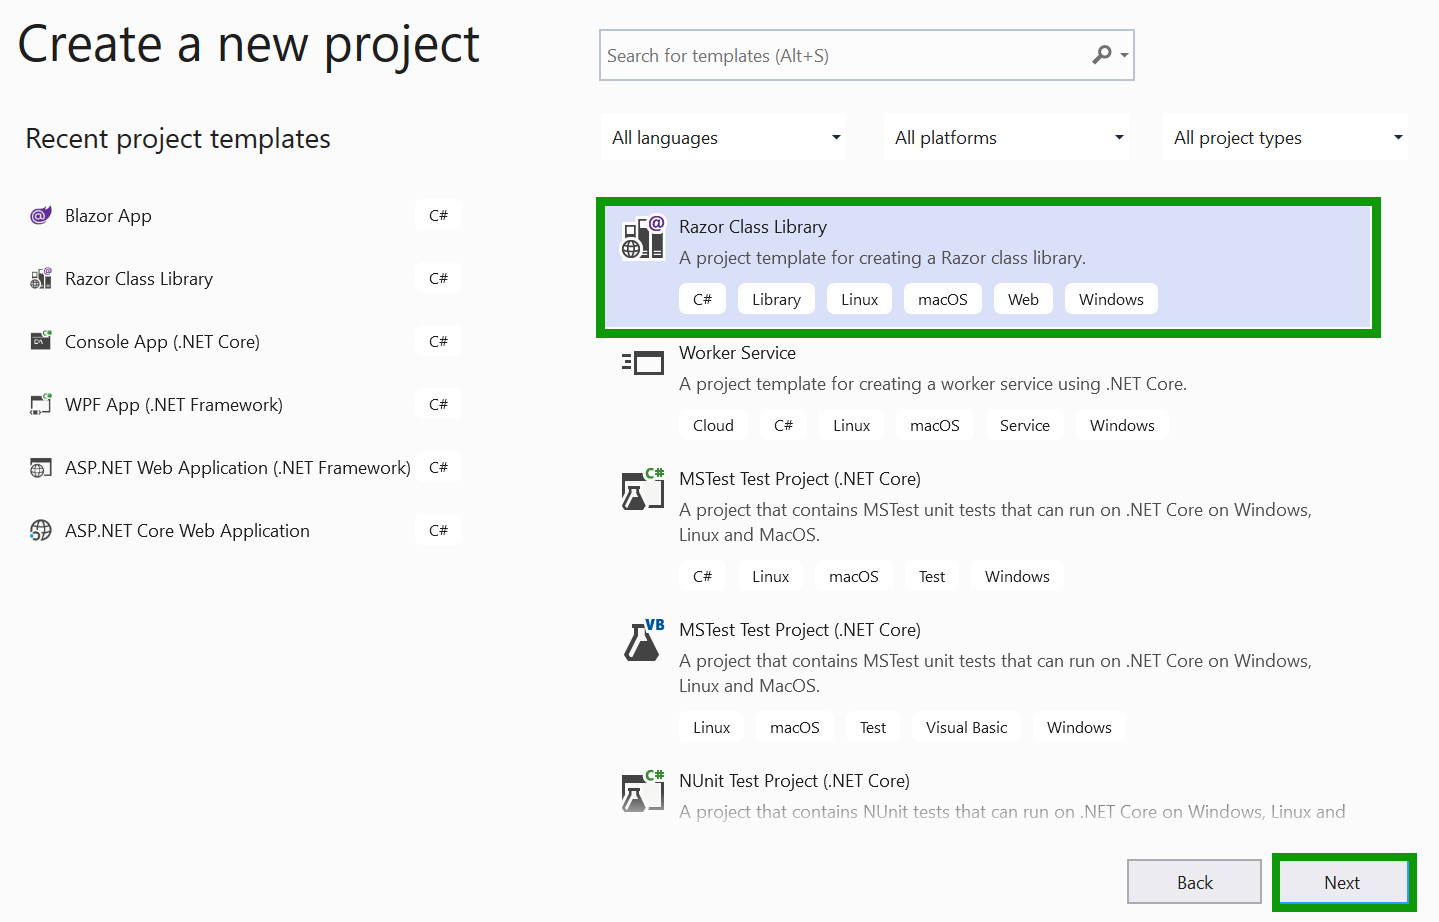 Create a new project
Search for templates (Alt+S)
Recent project templates
All languages
All platforms
All project types
Blazor App C#
Razor Class Library C#
Console App (.NET Core) C#
WPF App (.NET Framework) C#
ASP.NET Web Application (.NET Framework) C#
ASP.NET Core Web Application C#
Razor Class Library
A project template for creating a Razor class library.
C# Library Linux macOS Web Windows
Worker Service
A project template for creating a worker service using .NET Core.
Cloud C# Linux macOS Service Windows
C#
MSTest Test Project (.NET Core)
A project that contains MSTest unit tests that can run on .NET Core on Windows,
Linux and MacOS.
C# Linux macOS Test Windows
VB
MSTest Test Project (.NET Core)
A project that contains MSTest unit tests that can run on .NET Core on Windows,
Linux and MacOS.
Linux macOS Test Visual Basic Windows
C#
NUnit Test Project (.NET Core)
A project that contains NUnit tests that can run on .NET Core on Windows, Linux and
Back
Next